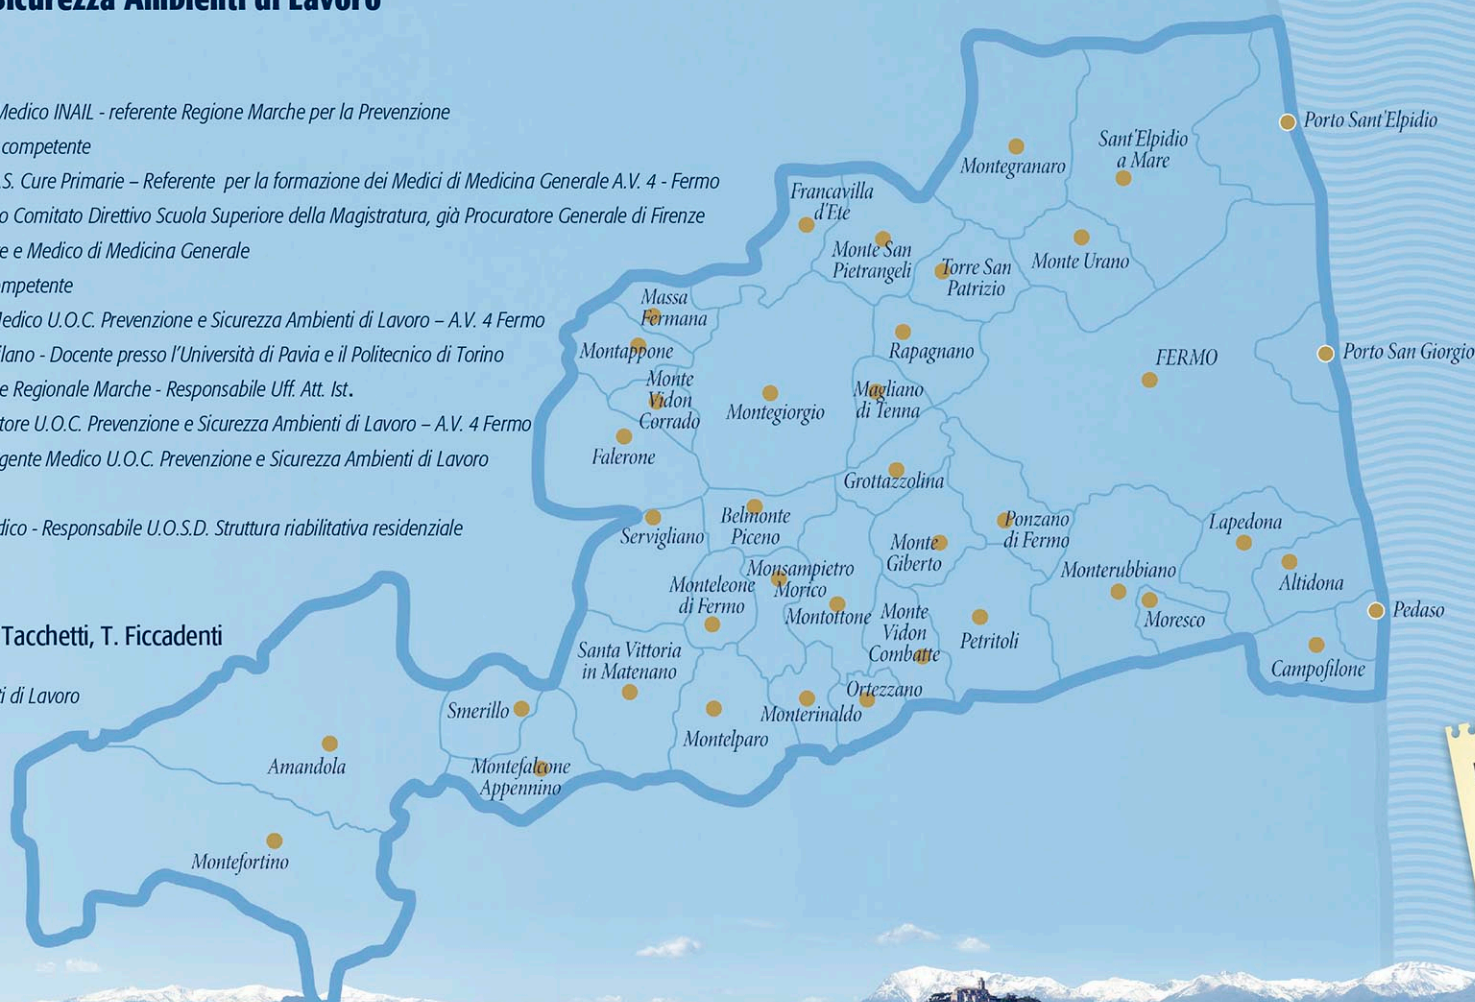 Sicurezza Ambienti di Lavoro
Medico INAIL - referente Regione Marche per la Prevenzione
competente
.S. Cure Primarie – Referente per la formazione dei Medici di Medicina Generale A.V. 4 - Fermo
o Comitato Direttivo Scuola Superiore della Magistratura, già Procuratore Generale di Firenze
e e Medico di Medicina Generale
mpetente
Medico U.O.C. Prevenzione e Sicurezza Ambienti di Lavoro – A.V. 4 Fermo
ilano - Docente presso l'Università di Pavia e il Politecnico di Torino
e Regionale Marche - Responsabile Uff. Att. Ist.
tore U.O.C. Prevenzione e Sicurezza Ambienti di Lavoro – A.V. 4 Fermo
gente Medico U.O.C. Prevenzione e Sicurezza Ambienti di Lavoro
dico - Responsabile U.O.S.D. Struttura riabilitativa residenziale
Tacchetti, T. Ficcadenti
ti di Lavoro
Porto Sant'Elpidio
Sant'Elpidio
a Mare
Montegranaro
Francavilla
d'Ete
Monte San
Pietrangeli
Torre San
Patrizio
Monte Urano
Massa
Fermana
Montappone
Monte
Vidon
Corrado
Falerone
Montegiorgio
Rapagnano
Magliano
di Tenna
FERMO
Porto San Giorgio
Grottazzolina
Servigliano
Belmonte
Piceno
Monte
Giberto
Ponzano
di Fermo
Lapedona
Altidona
Monterubbiano
Moresco
Pedaso
Campofilone
Monteleone
di Fermo
Monsampietro
Morico
Montottone
Monte
Vidon
Combatte
Petritoli
Santa Vittoria
in Matenano
Ortezzano
Monterinaldo
Montelparo
Smerillo
Montefalcone
Appennino
Amandola
Montefortino